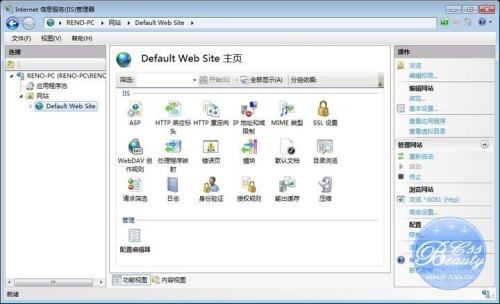 Internet 信息服务(IIS)管理器
RENO-PC
网站
Default Web Site
文件(F) 视图(V) 帮助(H)
连接
RENO-PC (RENO-PC\RENO
应用程序池
网站
Default Web Site
Default Web Site 主页
筛选: 开始(G) 全部显示(A) 分组依据:
IIS
ASP HTTP 响应标头 HTTP 重定向 IP 地址和域限制 MIME 类型 SSL 设置
WebDAV 创作规则 处理程序映射 错误页 模块 默认文档 目录浏览
请求筛选 日志 身份验证 授权规则 输出缓存 压缩
管理
配置编辑器
功能视图 内容视图
就绪
操作
浏览
编辑权限...
编辑网站
绑定...
基本设置...
查看应用程序
查看虚拟目录
管理网站
重新启动
启动
停止
浏览网站
浏览 *:8081 (http)
高级设置...
配置
限制...
帮助
联机帮助
CSS
Beauty
BEAUTYCSS.CN